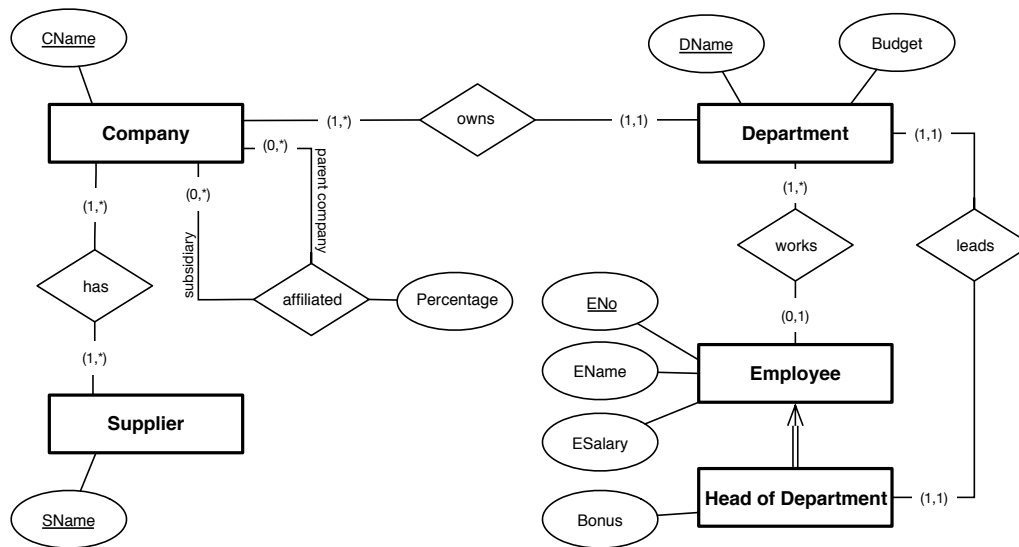 CName
DName
Budget
Company
(1,*)
owns
(1,1)
Department
(1,1)
(0,*)
parent company
(0,*)
(1,*)
(1,*)
subsidiary
works
leads
has
affiliated
Percentage
ENo
(0,1)
(1,*)
EName
Employee
Supplier
ESalary
Head of Department
(1,1)
Bonus
SName